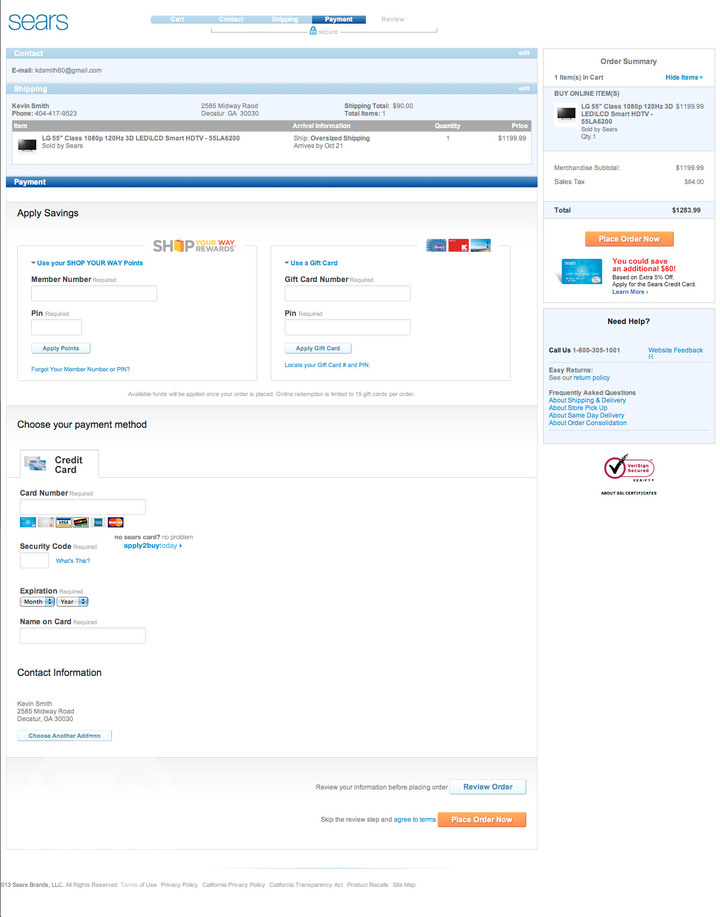 sears
Cart Contact Shipping Payment Review
secure
Contact edit
E-mail: kdsmith60@gmail.com
Shipping edit
Kevin Smith 2585 Midway Raod Shipping Total: $90.00
Phone: 404-417-9523 Decatur GA 30030 Total Items: 1
Item Arrival Information Quantity Price
LG 55" Class 1080p 120Hz 3D LED\LCD Smart HDTV - 55LA6200 Ship: Oversized Shipping 1 $1199.99
Sold by Sears Arrives by Oct 21
Payment
Apply Savings
SHOP YOUR WAY REWARDS
Use your SHOP YOUR WAY Points
Member Number Required
Pin Required
Apply Points
Forgot Your Member Number or PIN?
Use a Gift Card
Gift Card Number Required
Pin Required
Apply Gift Card
Locate your Gift Card # and PIN.
Available funds will be applied once your order is placed. Online redemption is limited to 15 gift cards per order.
Choose your payment method
Credit
Card
Card Number Required
VISA
no sears card? no problem
apply2buytoday
Security Code Required
What's This?
Expiration Required
Month Year
Name on Card Required
Contact Information
Kevin Smith
2585 Midway Road
Decatur, GA 30030
Choose Another Address
Review your information before placing order Review Order
Skip the review step and agree to terms Place Order Now
Order Summary
1 Item(s) In Cart Hide Items
BUY ONLINE ITEM(S)
LG 55" Class 1080p 120Hz 3D $1199.99
LED\LCD Smart HDTV -
55LA6200
Sold by Sears
Qty.1
Merchandise Subtotal: $1199.99
Sales Tax $84.00
Total $1283.99
Place Order Now
You could save
an additional $60!
Based on Extra 5% Off.
Apply for the Sears Credit Card.
Learn More ›
Need Help?
Call Us 1-800-305-1001 Website Feedback
Easy Returns:
See our return policy
Frequently Asked Questions
About Shipping & Delivery
About Store Pick Up
About Same Day Delivery
About Order Consolidation
VeriSign
Secured
VERIFY
ABOUT SSL CERTIFICATES
013 Sears Brands, LLC. All Rights Reserved Terms of Use Privacy Policy California Privacy Policy California Transparency Act Product Recalls Site Map